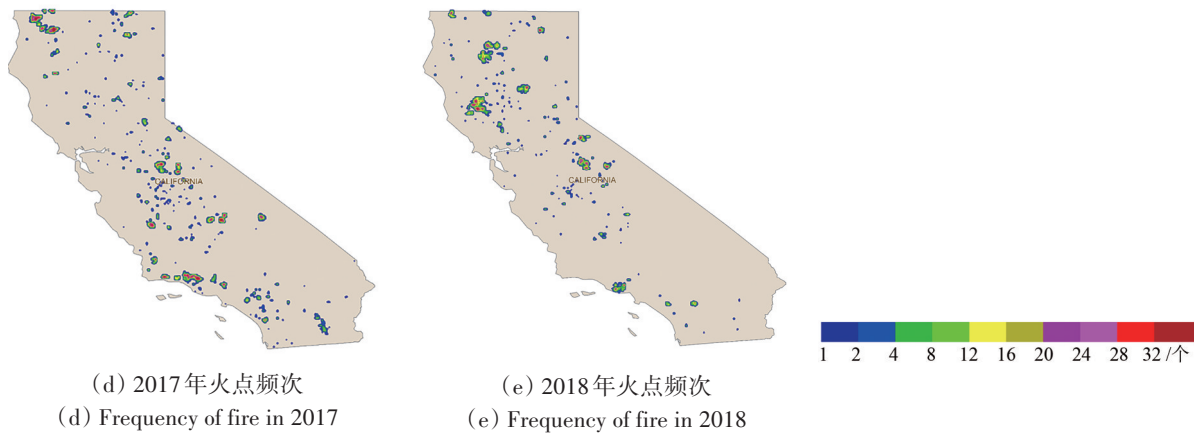 CALIFORNIA
CALIFORNIA
1 2 4 8 12 16 20 24 28 32 /个
(d) 2017年火点频次
(d) Frequency of fire in 2017
(e) 2018年火点频次
(e) Frequency of fire in 2018